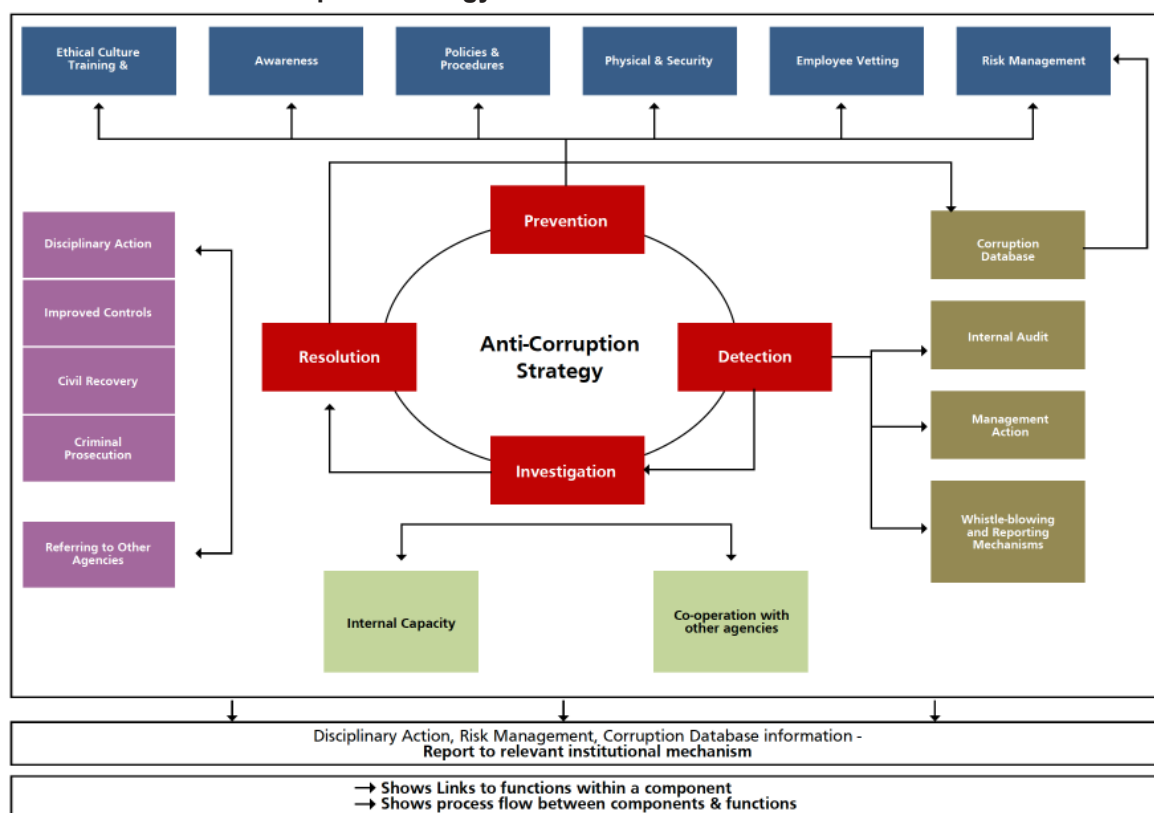 Ethical Culture
Training &
Awareness
Policies &
Procedures
Physical & Security
Employee Vetting
Risk Management
Prevention
Disciplinary Action
Corruption
Database
Improved Controls
Internal Audit
Resolution
Anti-Corruption
Strategy
Detection
Civil Recovery
Management
Action
Criminal
Prosecution
Investigation
Whistle-blowing
and Reporting
Mechanisms
Referring to Other
Agencies
Internal Capacity
Co-operation with
other agencies
Disciplinary Action, Risk Management, Corruption Database information -
Report to relevant institutional mechanism
Shows Links to functions within a component
Shows process flow between components & functions